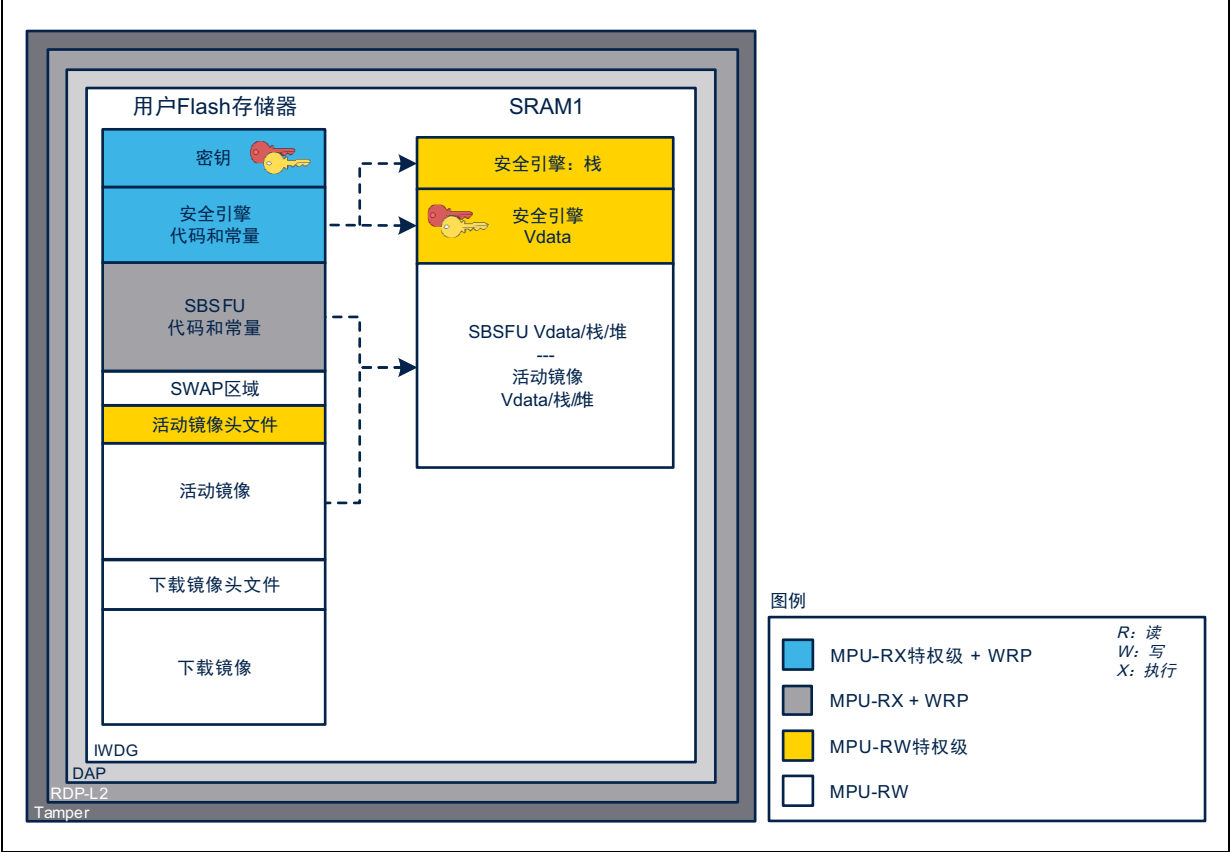 用户Flash存储器
密钥
安全引擎
代码和常量
SBSFU
代码和常量
SWAP区域
活动镜像头文件
活动镜像
下载镜像头文件
下载镜像
SRAM1
安全引擎：栈
安全引擎
Vdata
SBSFU Vdata/栈/堆
---
活动镜像
Vdata/栈/堆
IWDG
DAP
RDP-L2
Tamper
图例
MPU-RX特权级 + WRP
MPU-RX + WRP
MPU-RW特权级
MPU-RW
R：读
W：写
X：执行